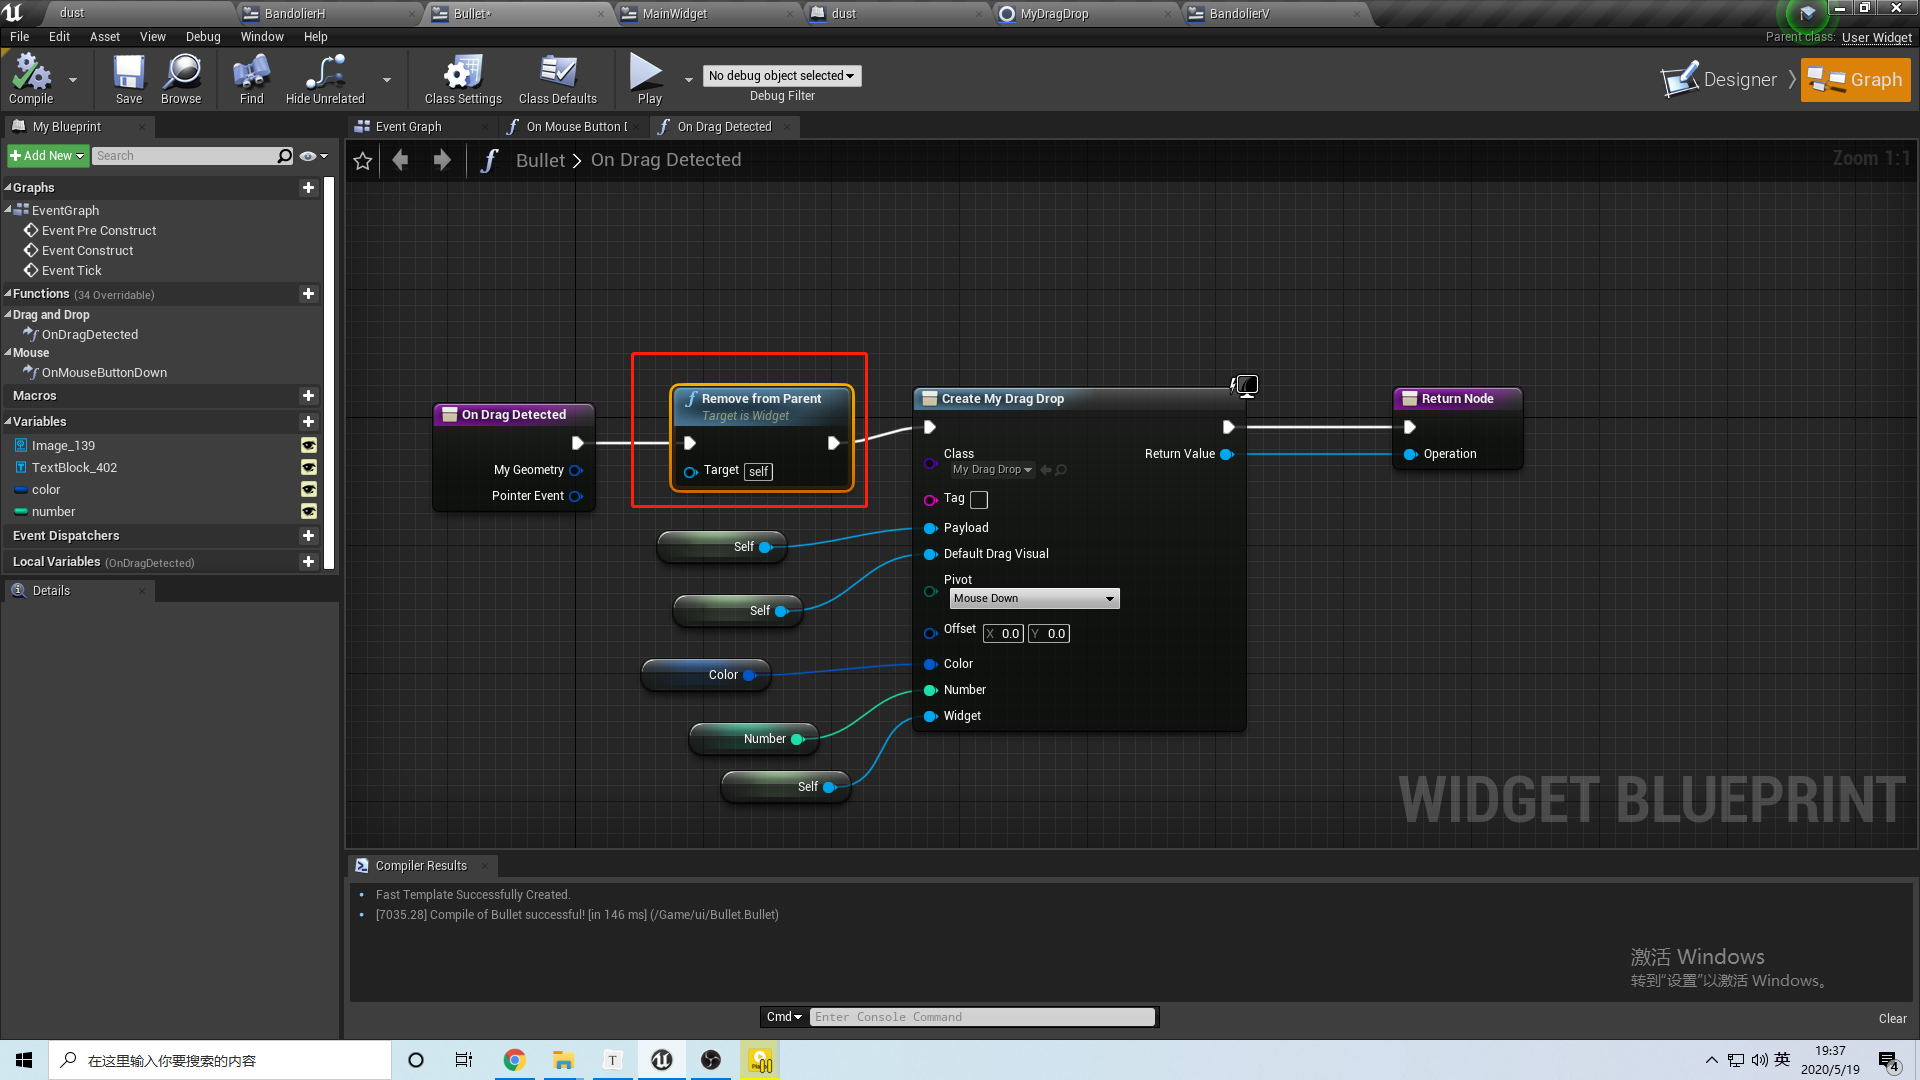 dust
BandolierH
Bullet*
MainWidget
dust
MyDragDrop
BandolierV
File Edit Asset View Debug Window Help
Parent class: User Widget
Compile
Save
Browse
Find
Hide Unrelated
Class Settings
Class Defaults
Play
No debug object selected
Debug Filter
Designer
Graph
My Blueprint
Event Graph
On Mouse Button D
On Drag Detected
Add New
Search
Bullet > On Drag Detected
Zoom 1:1
Graphs
EventGraph
Event Pre Construct
Event Construct
Event Tick
Functions (34 Overridable)
Drag and Drop
OnDragDetected
Mouse
OnMouseButtonDown
Macros
Variables
Image_139
TextBlock_402
color
number
Event Dispatchers
Local Variables (OnDragDetected)
Details
On Drag Detected
My Geometry
Pointer Event
Remove from Parent
Target is Widget
Target self
Self
Self
Color
Number
Self
Create My Drag Drop
Class
My Drag Drop
Return Value
Tag
Payload
Default Drag Visual
Pivot
Mouse Down
Offset X 0.0 Y 0.0
Color
Number
Widget
Return Node
Operation
WIDGET BLUEPRINT
Compiler Results
Fast Template Successfully Created.
[7035.28] Compile of Bullet successful! [in 146 ms] (/Game/ui/Bullet.Bullet)
激活 Windows
转到“设置”以激活 Windows。
Cmd
Enter Console Command
Clear
在这里输入你要搜索的内容
T
英
19:37
2020/5/19
4